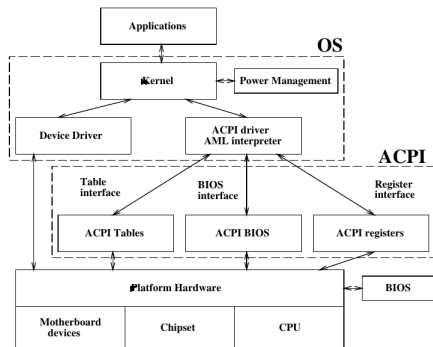 Applications
OS
Kernel
Power Management
Device Driver
ACPI driver
AML interpreter
ACPI
Table
interface
BIOS
interface
Register
interface
ACPI Tables
ACPI BIOS
ACPI registers
Platform Hardware
BIOS
Motherboard
devices
Chipset
CPU